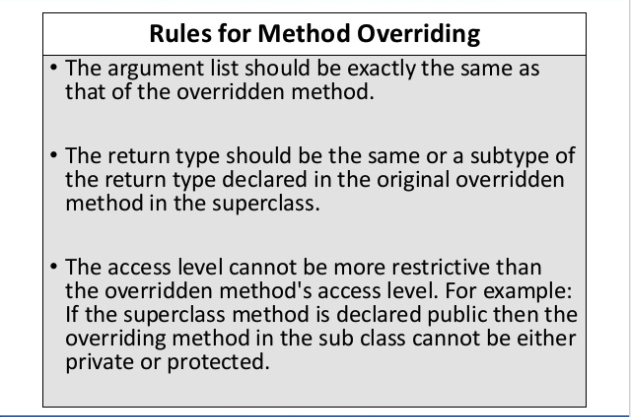 Rules for Method Overriding
• The argument list should be exactly the same as
that of the overridden method.
• The return type should be the same or a subtype of
the return type declared in the original overridden
method in the superclass.
• The access level cannot be more restrictive than
the overridden method's access level. For example:
If the superclass method is declared public then the
overriding method in the sub class cannot be either
private or protected.